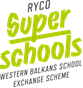 RYCO
Super
schools
WESTERN BALKANS SCHOOL
EXCHANGE SCHEME